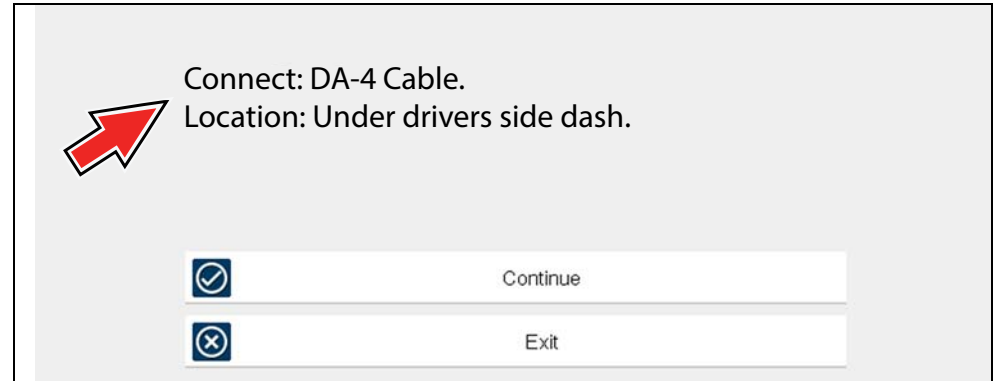 Connect: DA-4 Cable.
Location: Under drivers side dash.
Continue
Exit